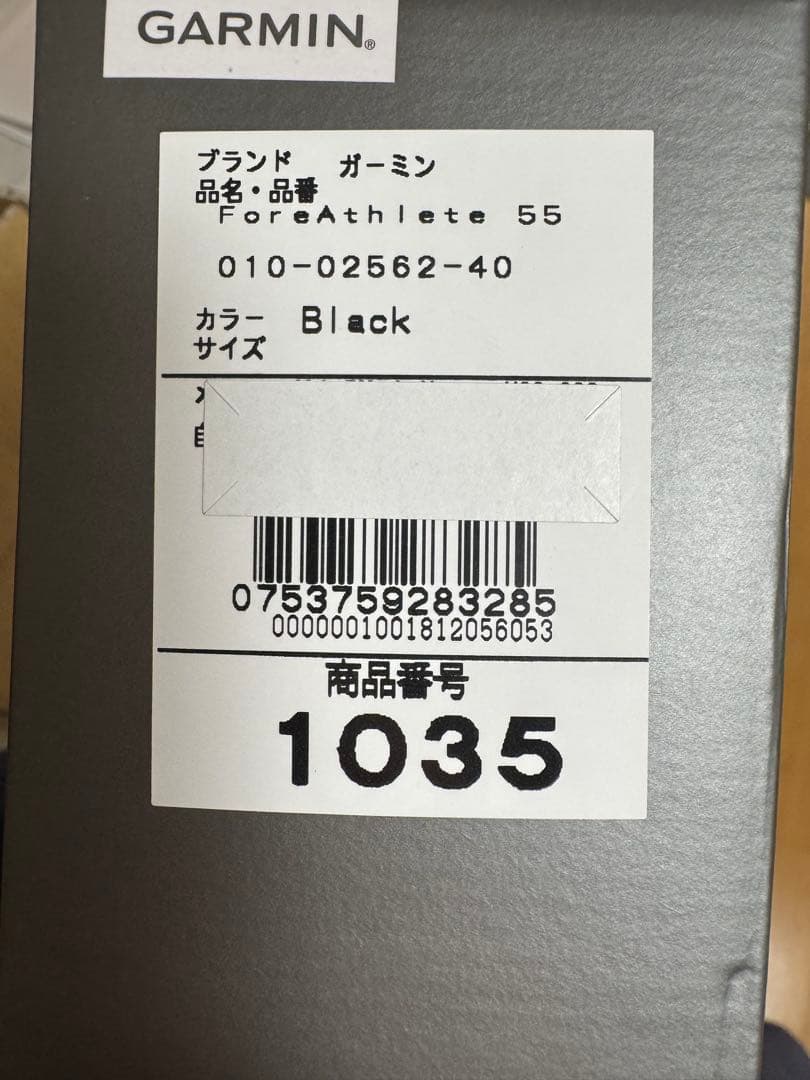 GARMIN®
ブランド ガーミン
品名・品番
ForeAthlete 55
010-02562-40
カラー Black
サイズ
0753759283285
0000001001812056053
商品番号
1035